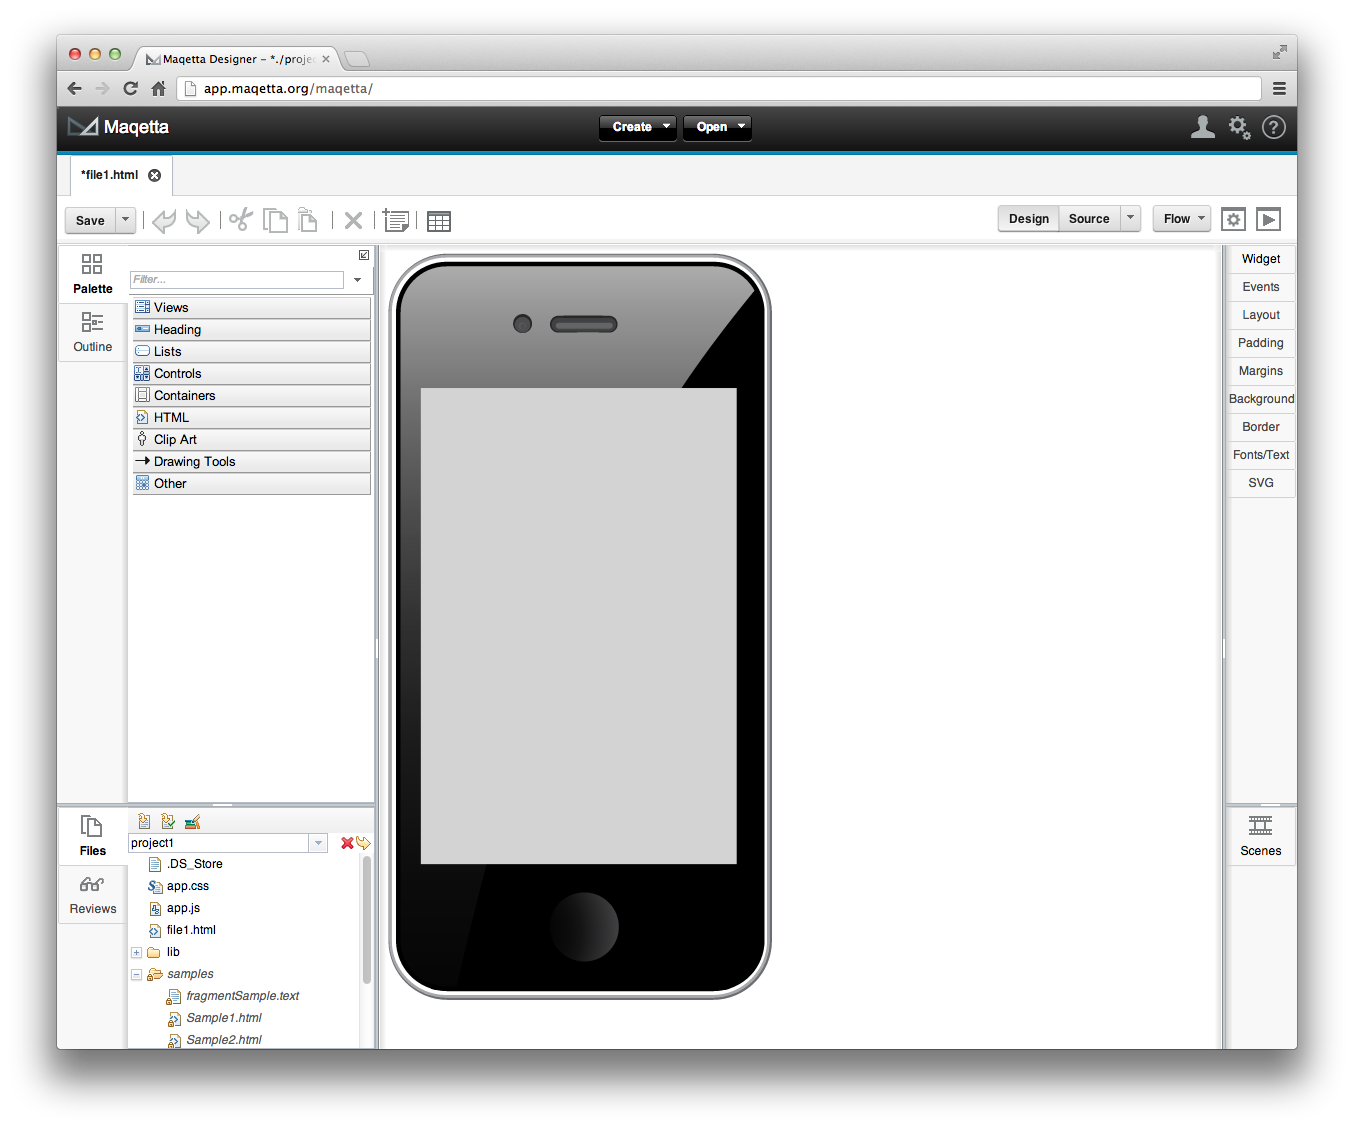 Maqetta Designer – *./proje
app.maqetta.org/maqetta/
Maqetta
Create
Open
?
*file1.html
Save
Design
Source
Flow
Palette
Outline
Filter...
Views
Heading
Lists
Controls
Containers
HTML
Clip Art
Drawing Tools
Other
Widget
Events
Layout
Padding
Margins
Background
Border
Fonts/Text
SVG
Files
Reviews
project1
.DS_Store
app.css
app.js
file1.html
lib
samples
fragmentSample.text
Sample1.html
Sample2.html
Scenes